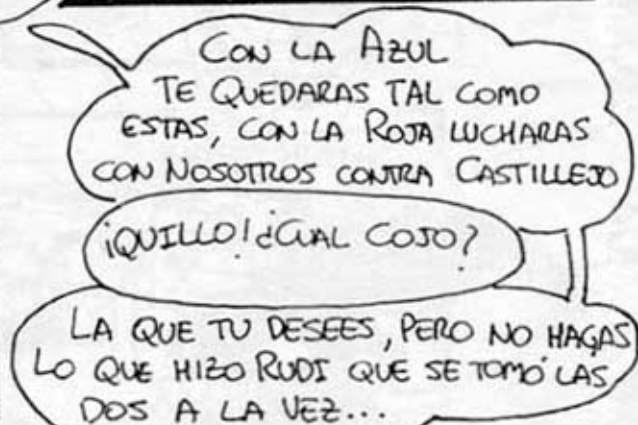 CON LA AZUL
TE QUEDARAS TAL COMO
ESTAS, CON LA ROJA LUCHARAS
CON NOSOTROS CONTRA CASTILLEJO
¡QUILLO! ¿CUAL COJO?
LA QUE TU DESEES, PERO NO HAGAS
LO QUE HIZO RUDI QUE SE TOMÓ LAS
DOS A LA VEZ...